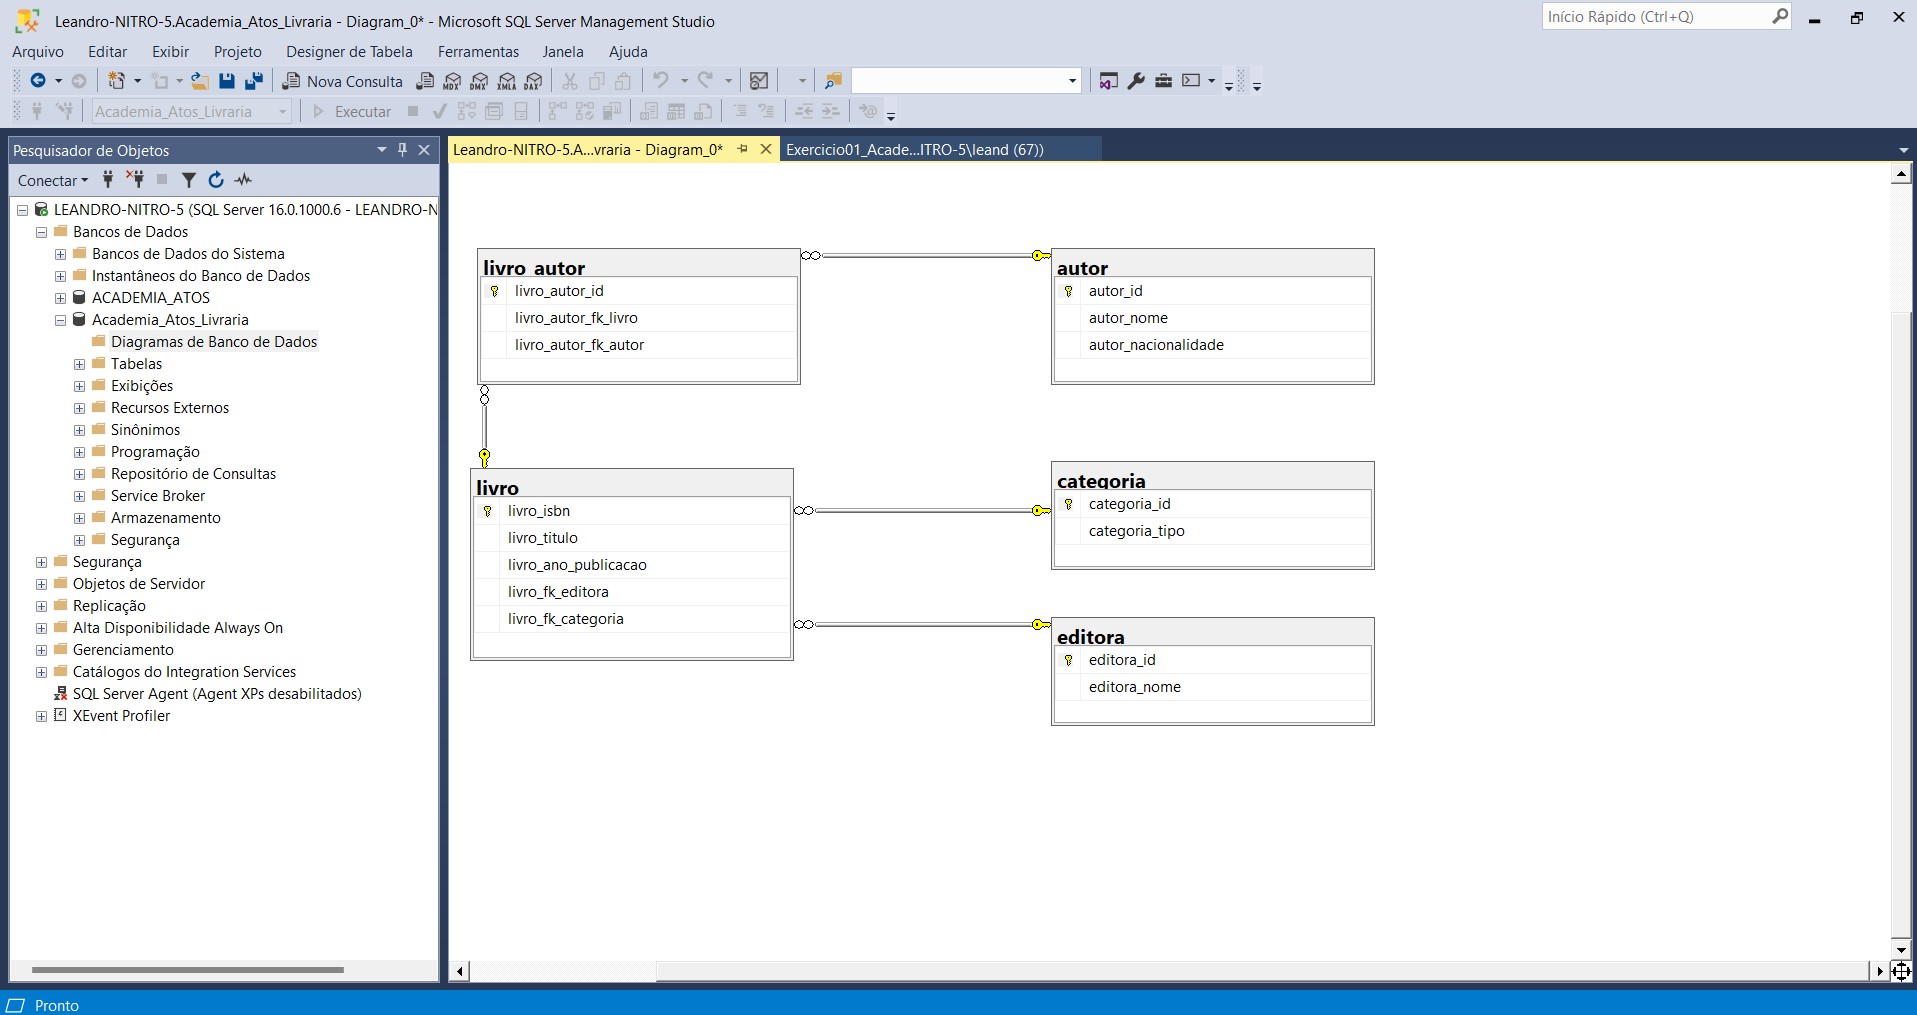 Leandro-NITRO-5.Academia_Atos_Livraria - Diagram_0* - Microsoft SQL Server Management Studio
Início Rápido (Ctrl+Q)
Arquivo Editar Exibir Projeto Designer de Tabela Ferramentas Janela Ajuda
Nova Consulta MDX DMX XMLA DAX
Academia_Atos_Livraria Executar
Pesquisador de Objetos
Conectar
LEANDRO-NITRO-5 (SQL Server 16.0.1000.6 - LEANDRO-N
Bancos de Dados
Bancos de Dados do Sistema
Instantâneos do Banco de Dados
ACADEMIA_ATOS
Academia_Atos_Livraria
Diagramas de Banco de Dados
Tabelas
Exibições
Recursos Externos
Sinônimos
Programação
Repositório de Consultas
Service Broker
Armazenamento
Segurança
Segurança
Objetos de Servidor
Replicação
Alta Disponibilidade Always On
Gerenciamento
Catálogos do Integration Services
SQL Server Agent (Agent XPs desabilitados)
XEvent Profiler
Leandro-NITRO-5.A...vraria - Diagram_0*
Exercicio01_Acade...ITRO-5\leand (67))
livro_autor
livro_autor_id
livro_autor_fk_livro
livro_autor_fk_autor
autor
autor_id
autor_nome
autor_nacionalidade
livro
livro_isbn
livro_titulo
livro_ano_publicacao
livro_fk_editora
livro_fk_categoria
categoria
categoria_id
categoria_tipo
editora
editora_id
editora_nome
Pronto